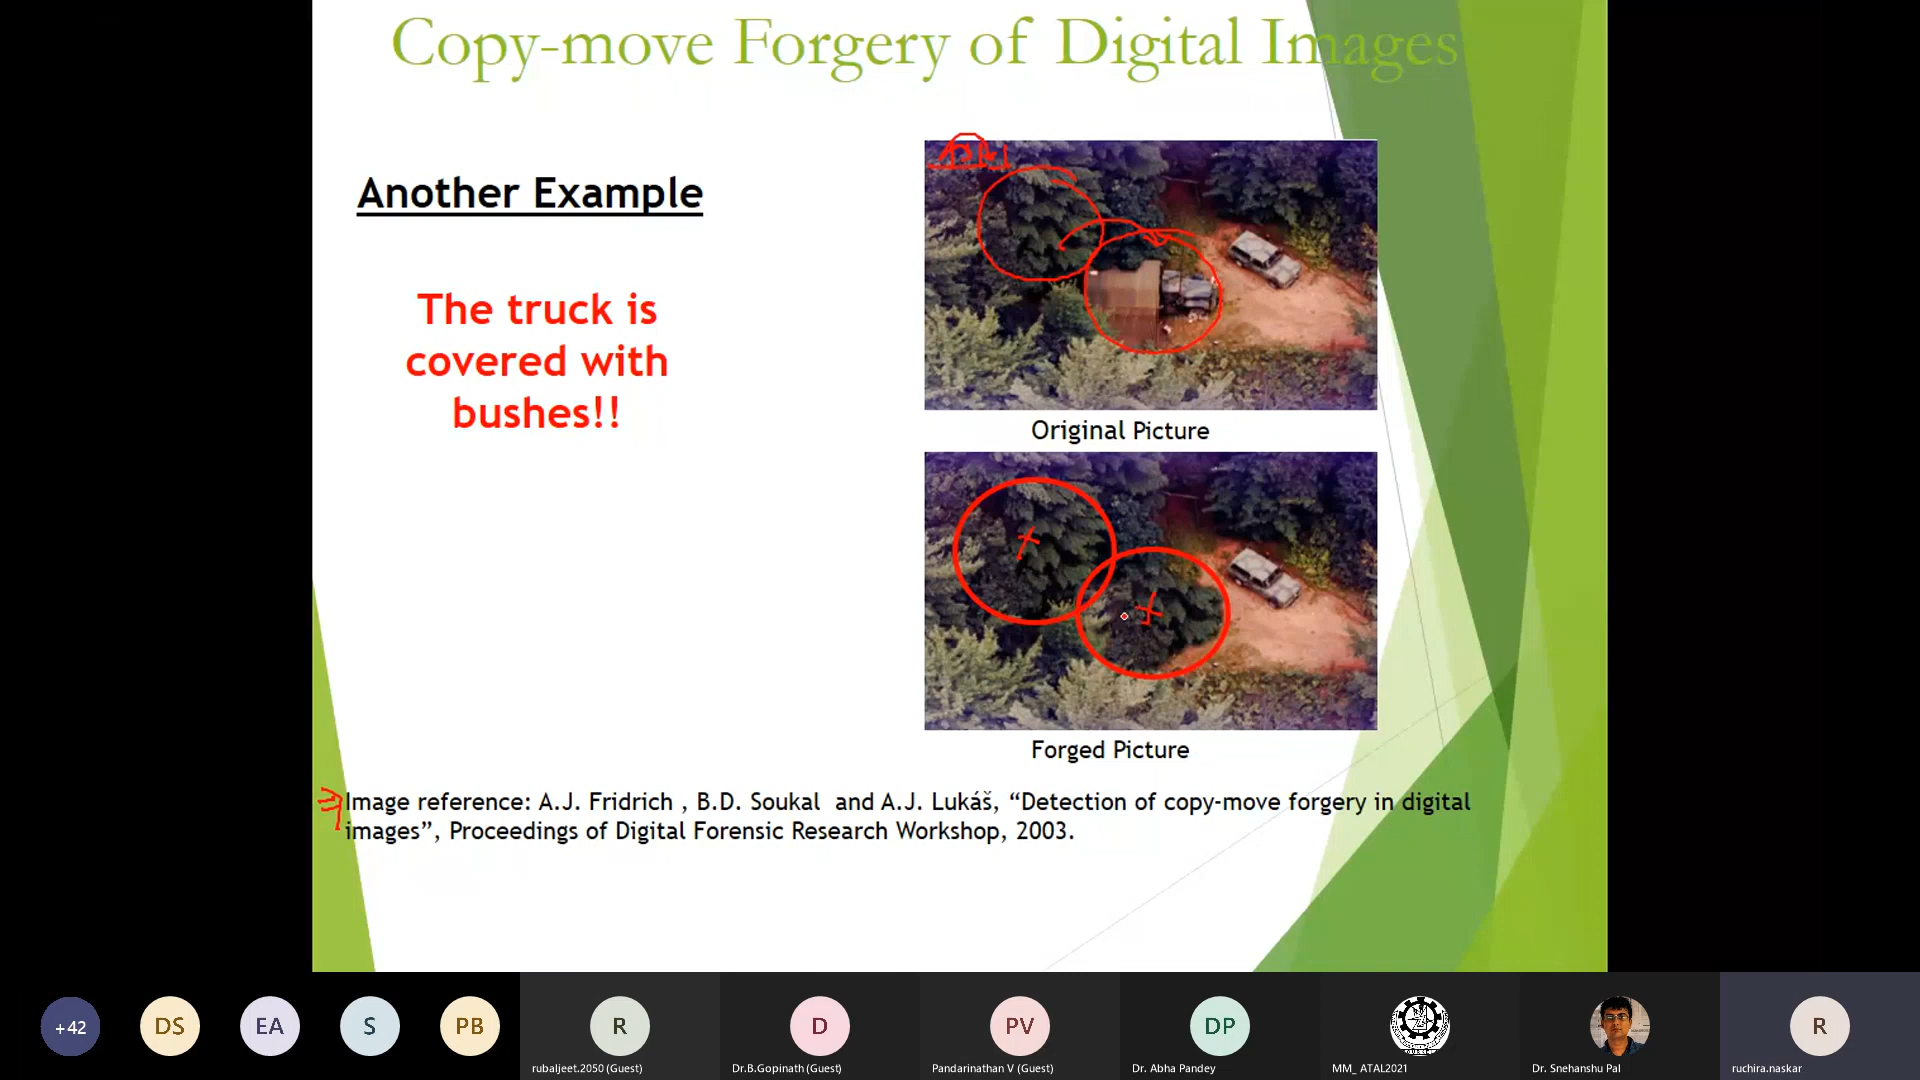 Copy-move Forgery of Digital Images
Another Example
The truck is
covered with
bushes!!
Original Picture
Forged Picture
Image reference: A.J. Fridrich , B.D. Soukal and A.J. Lukáš, “Detection of copy-move forgery in digital
images”, Proceedings of Digital Forensic Research Workshop, 2003.
+42
DS
EA
S
PB
R
D
PV
DP
R
rubaljeet.2050 (Guest)
Dr.B.Gopinath (Guest)
Pandarinathan V (Guest)
Dr. Abha Pandey
MM_ ATAL2021
Dr. Snehanshu Pal
ruchira.naskar